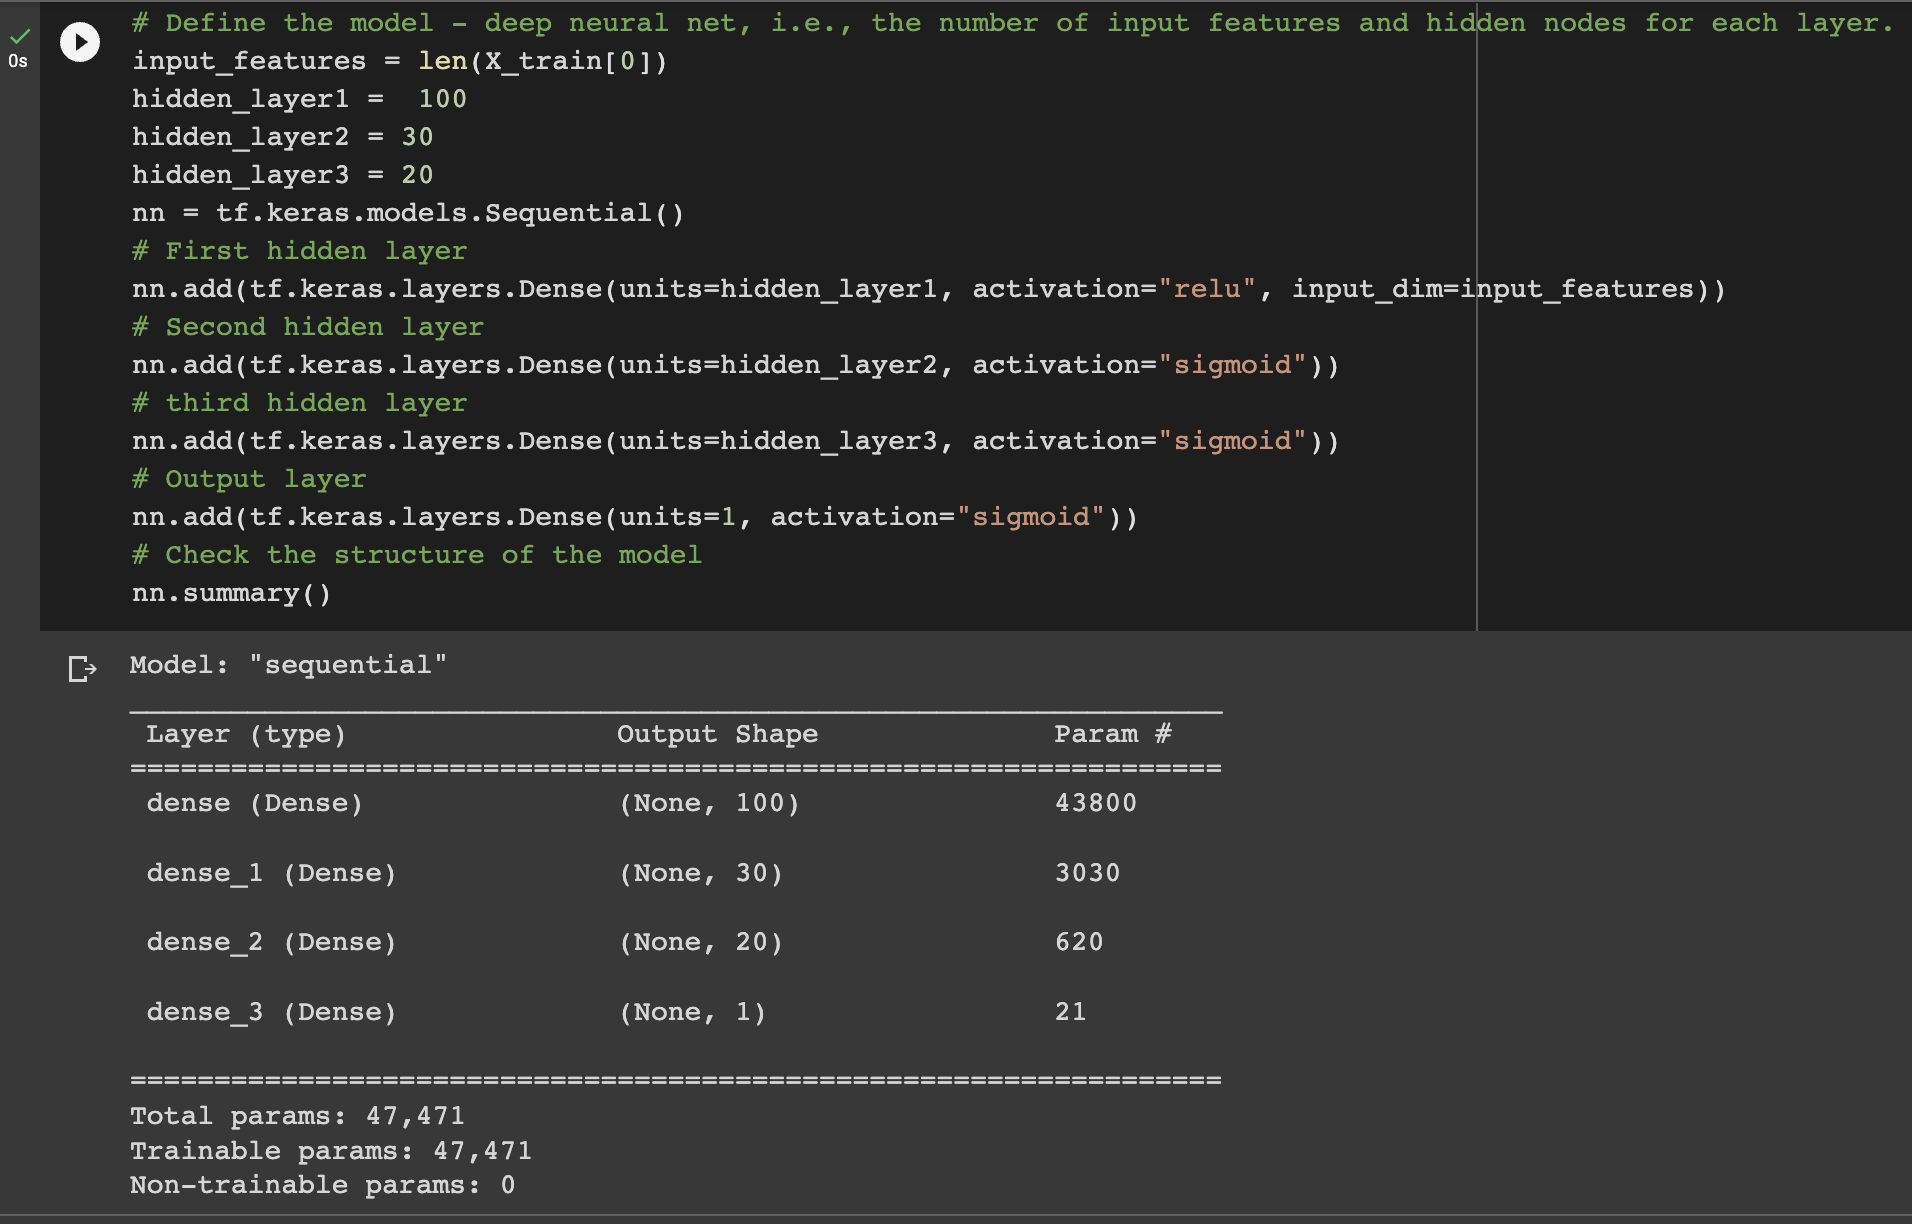 # Define the model - deep neural net, i.e., the number of input features and hidden nodes for each layer.
0s
input_features = len(X_train[0])
hidden_layer1 =  100
hidden_layer2 = 30
hidden_layer3 = 20
nn = tf.keras.models.Sequential()
# First hidden layer
nn.add(tf.keras.layers.Dense(units=hidden_layer1, activation="relu", input_dim=input_features))
# Second hidden layer
nn.add(tf.keras.layers.Dense(units=hidden_layer2, activation="sigmoid"))
# third hidden layer
nn.add(tf.keras.layers.Dense(units=hidden_layer3, activation="sigmoid"))
# Output layer
nn.add(tf.keras.layers.Dense(units=1, activation="sigmoid"))
# Check the structure of the model
nn.summary()
Model: "sequential"
_________________________________________________________________
Layer (type) Output Shape Param #
=================================================================
dense (Dense) (None, 100) 43800
dense_1 (Dense) (None, 30) 3030
dense_2 (Dense) (None, 20) 620
dense_3 (Dense) (None, 1) 21
=================================================================
Total params: 47,471
Trainable params: 47,471
Non-trainable params: 0